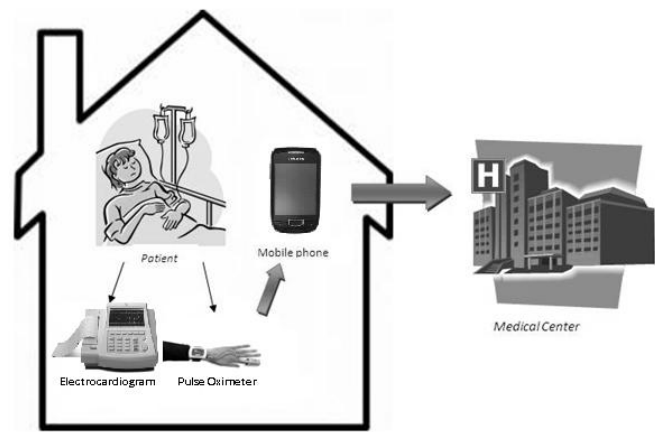 Patient
Mobile phone
H
Medical Center
Electrocardiogram
Pulse Oximeter